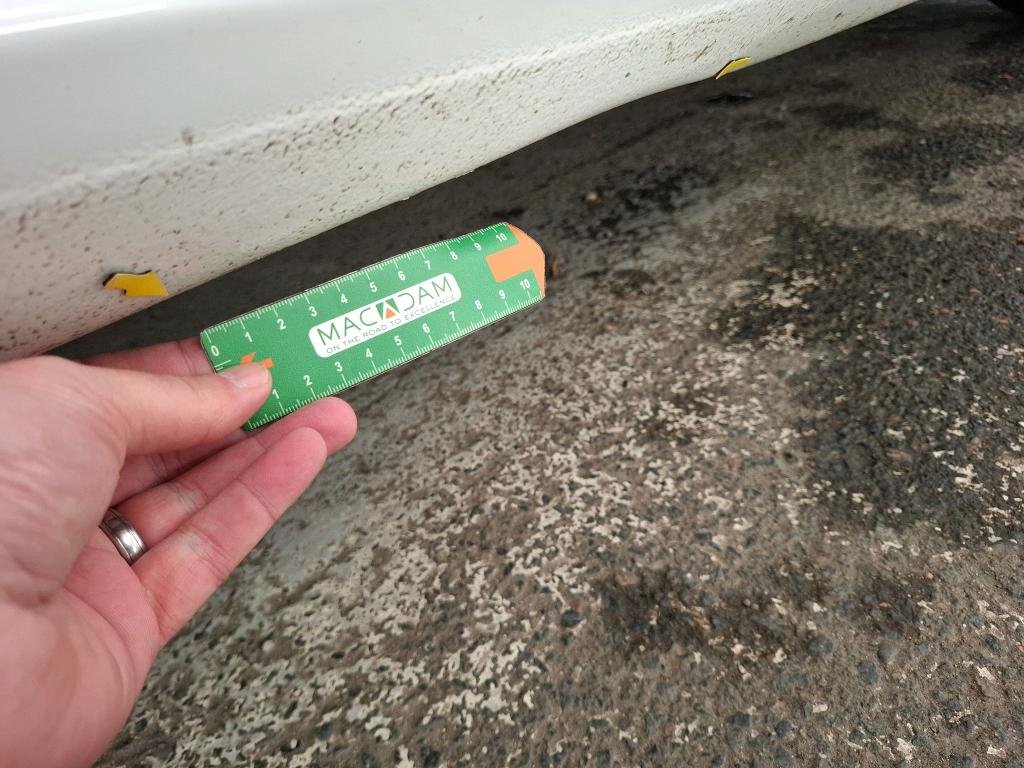 0 1 2 3 4 5 6 7 8 9 10
MACADAM
ON THE ROAD TO EXCELLENCE
1 2 3 4 5 6 7 8 9 10